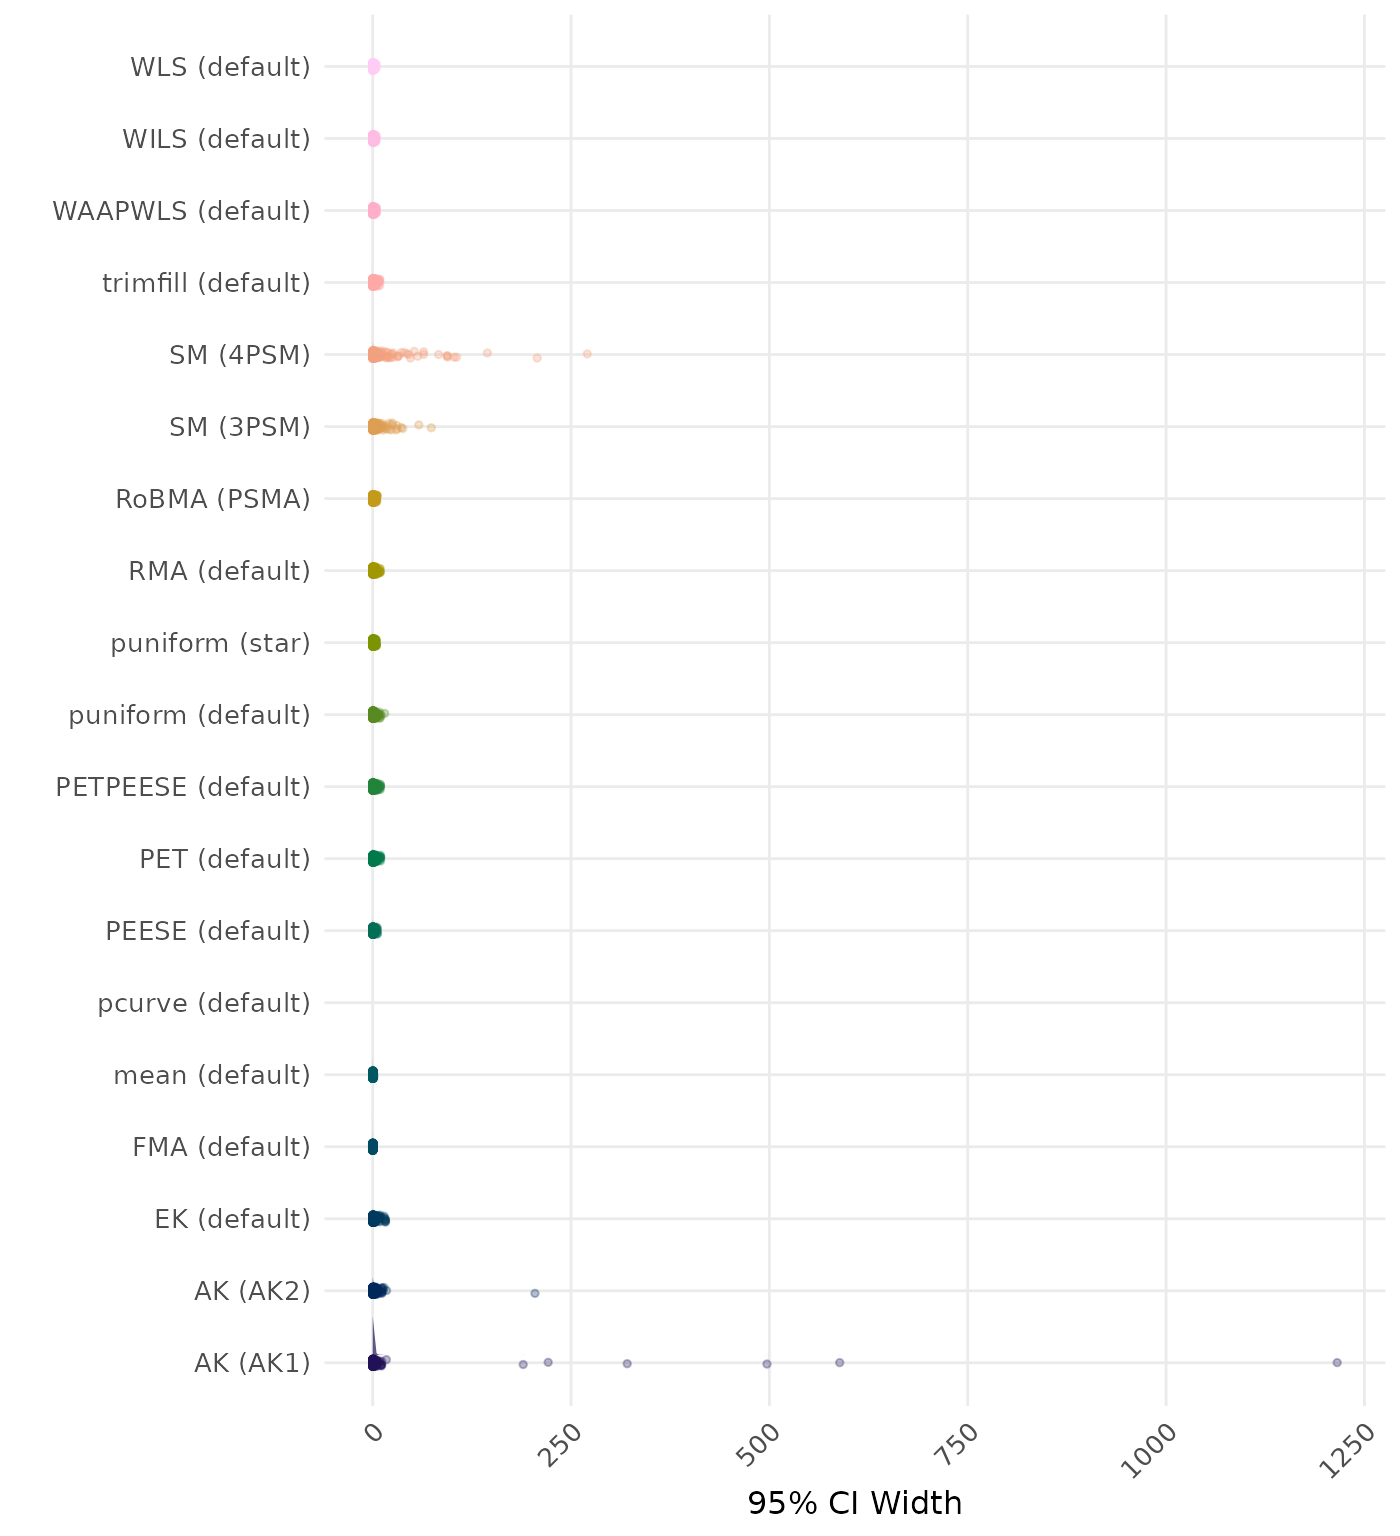 WLS (default)
WILS (default)
WAAPWLS (default)
trimfill (default)
SM (4PSM)
SM (3PSM)
RoBMA (PSMA)
RMA (default)
puniform (star)
puniform (default)
PETPEESE (default)
PET (default)
PEESE (default)
pcurve (default)
mean (default)
FMA (default)
EK (default)
AK (AK2)
AK (AK1)
0 250 500 750 1000 1250
95% CI Width